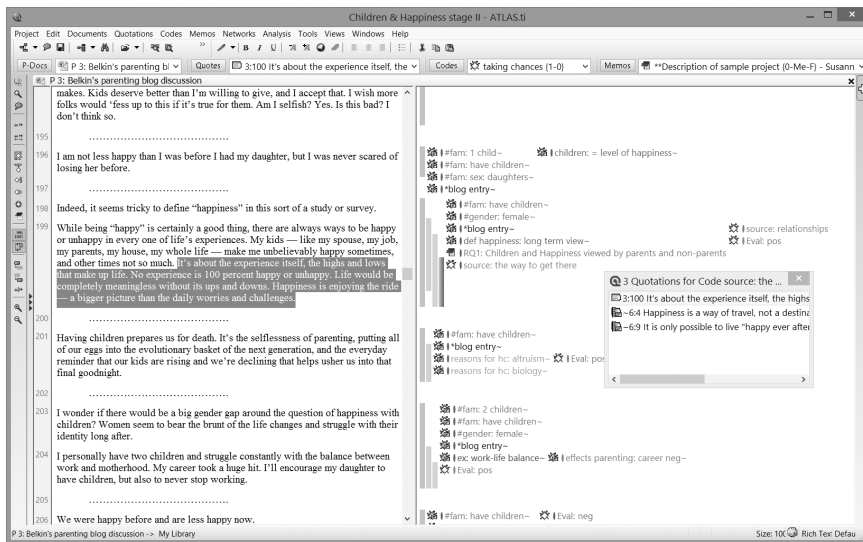 Children & Happiness stage II - ATLAS.ti
Project Edit Documents Quotations Codes Memos Networks Analysis Tools Views Windows Help
P-Docs P 3: Belkin's parenting bl Quotes 3:100 It's about the experience itself, the Codes taking chances {1-0} Memos **Description of sample project {0-Me-F} - Susann
P 3: Belkin's parenting blog discussion
makes. Kids deserve better than I'm willing to give, and I accept that. I wish more
folks would 'fess up to this if it's true for them. Am I selfish? Yes. Is this bad? I
don't think so.
195 ........................................
196 I am not less happy than I was before I had my daughter, but I was never scared of
losing her before.
197 ........................................
198 Indeed, it seems tricky to define “happiness” in this sort of a study or survey.
199 While being “happy” is certainly a good thing, there are always ways to be happy
or unhappy in every one of life's experiences. My kids — like my spouse, my job,
my parents, my house, my whole life — make me unbelievably happy sometimes,
and other times not so much. It's about the experience itself, the highs and lows
that make up life. No experience is 100 percent happy or unhappy. Life would be
completely meaningless without its ups and downs. Happiness is enjoying the ride
— a bigger picture than the daily worries and challenges.
200 ........................................
201 Having children prepares us for death. It's the selflessness of parenting, putting all
of our eggs into the evolutionary basket of the next generation, and the everyday
reminder that our kids are rising and we're declining that helps usher us into that
final goodnight.
202 ........................................
203 I wonder if there would be a big gender gap around the question of happiness with
children? Women seem to bear the brunt of the life changes and struggle with their
identity long after.
204 I personally have two children and struggle constantly with the balance between
work and motherhood. My career took a huge hit. I'll encourage my daughter to
have children, but also to never stop working.
205 ........................................
206 We were happy before and are less happy now.
#fam: 1 child~ children: = level of happiness~
#fam: have children~
#fam: sex: daughters~
*blog entry~
#fam: have children~
#gender: female~
*blog entry~ source: relationships
def happiness: long term view~ Eval: pos
RQ1: Children and Happiness viewed by parents and non-parents
source: the way to get there
3 Quotations for Code source: the ...
3:100 It's about the experience itself, the highs
~6:4 Happiness is a way of travel, not a destina
~6:9 It is only possible to live "happy ever after
#fam: have children~
*blog entry~
reasons for hc: altruism~ Eval: pos
reasons for hc: biology~
#fam: 2 children~
#fam: have children~
#gender: female~
*blog entry~
ex: work-life balance~ effects parenting: career neg~
Eval: pos
#fam: have children~ Eval: neg
P 3: Belkin's parenting blog discussion -> My Library Size: 100 Rich Text Defau